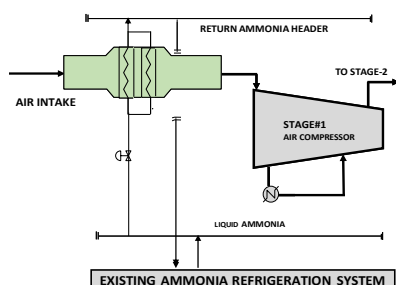 RETURN AMMONIA HEADER
TO STAGE-2
AIR INTAKE
STAGE#1
AIR COMPRESSOR
N
LIQUID AMMONIA
EXISTING AMMONIA REFRIGERATION SYSTEM